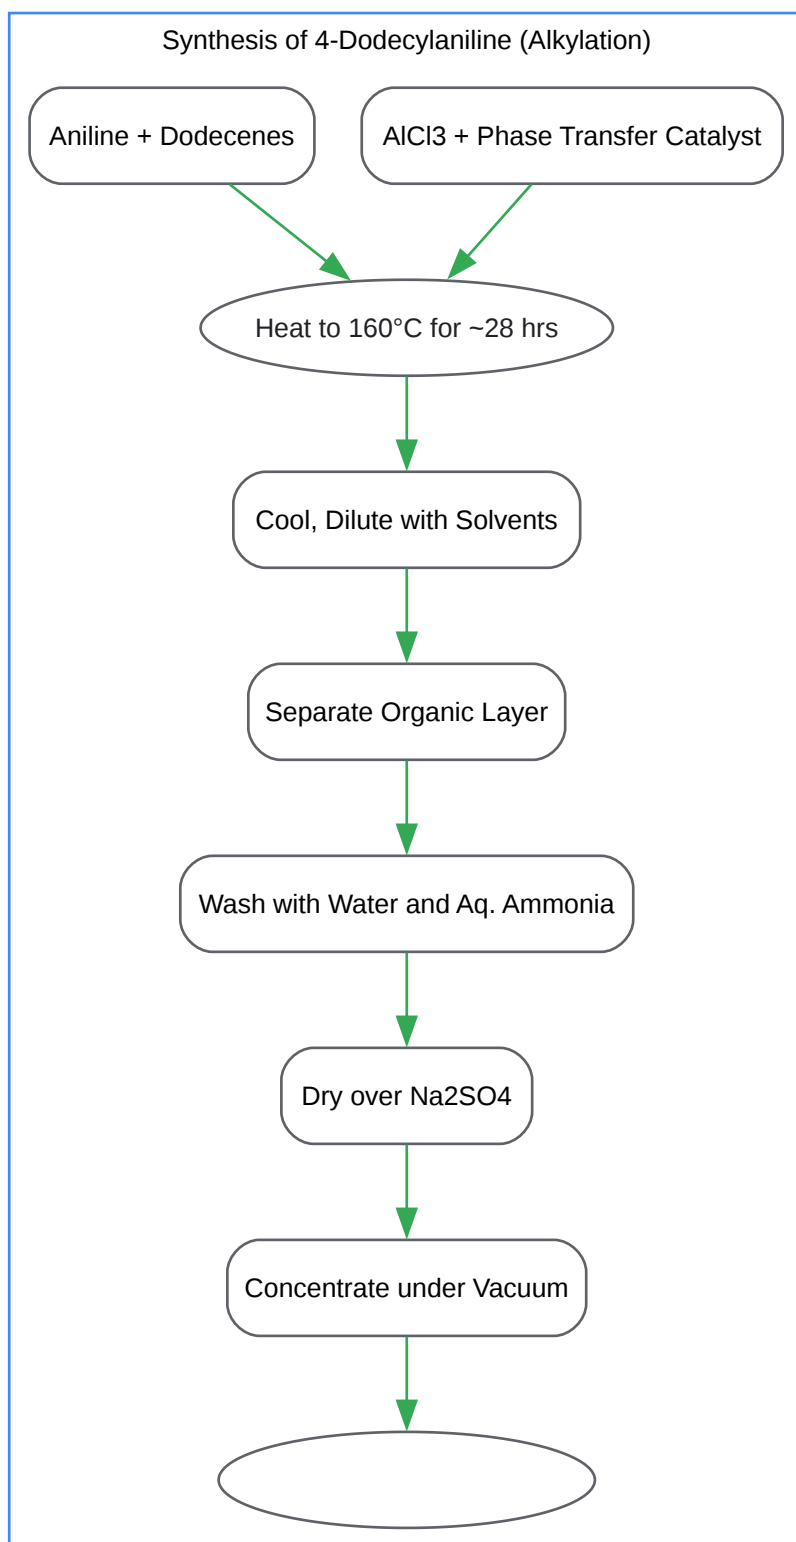 Synthesis of 4-Dodecylaniline (Alkylation)
Aniline + Dodecenes
AlCl3 + Phase Transfer Catalyst
Heat to 160°C for ~28 hrs
Cool, Dilute with Solvents
Separate Organic Layer
Wash with Water and Aq. Ammonia
Dry over Na2SO4
Concentrate under Vacuum